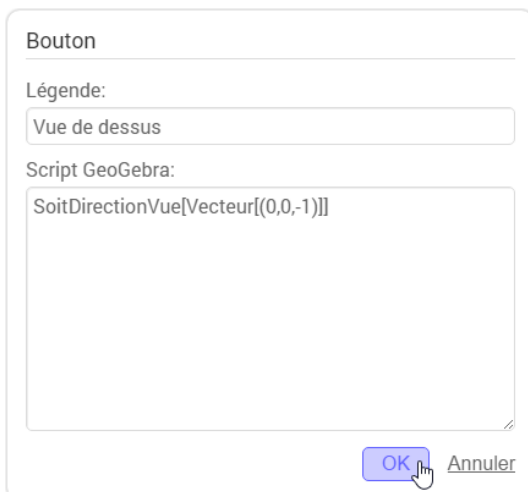 Bouton
Légende:
Vue de dessus
Script GeoGebra:
SoitDirectionVue[Vecteur[(0,0,-1)]]
OK
Annuler